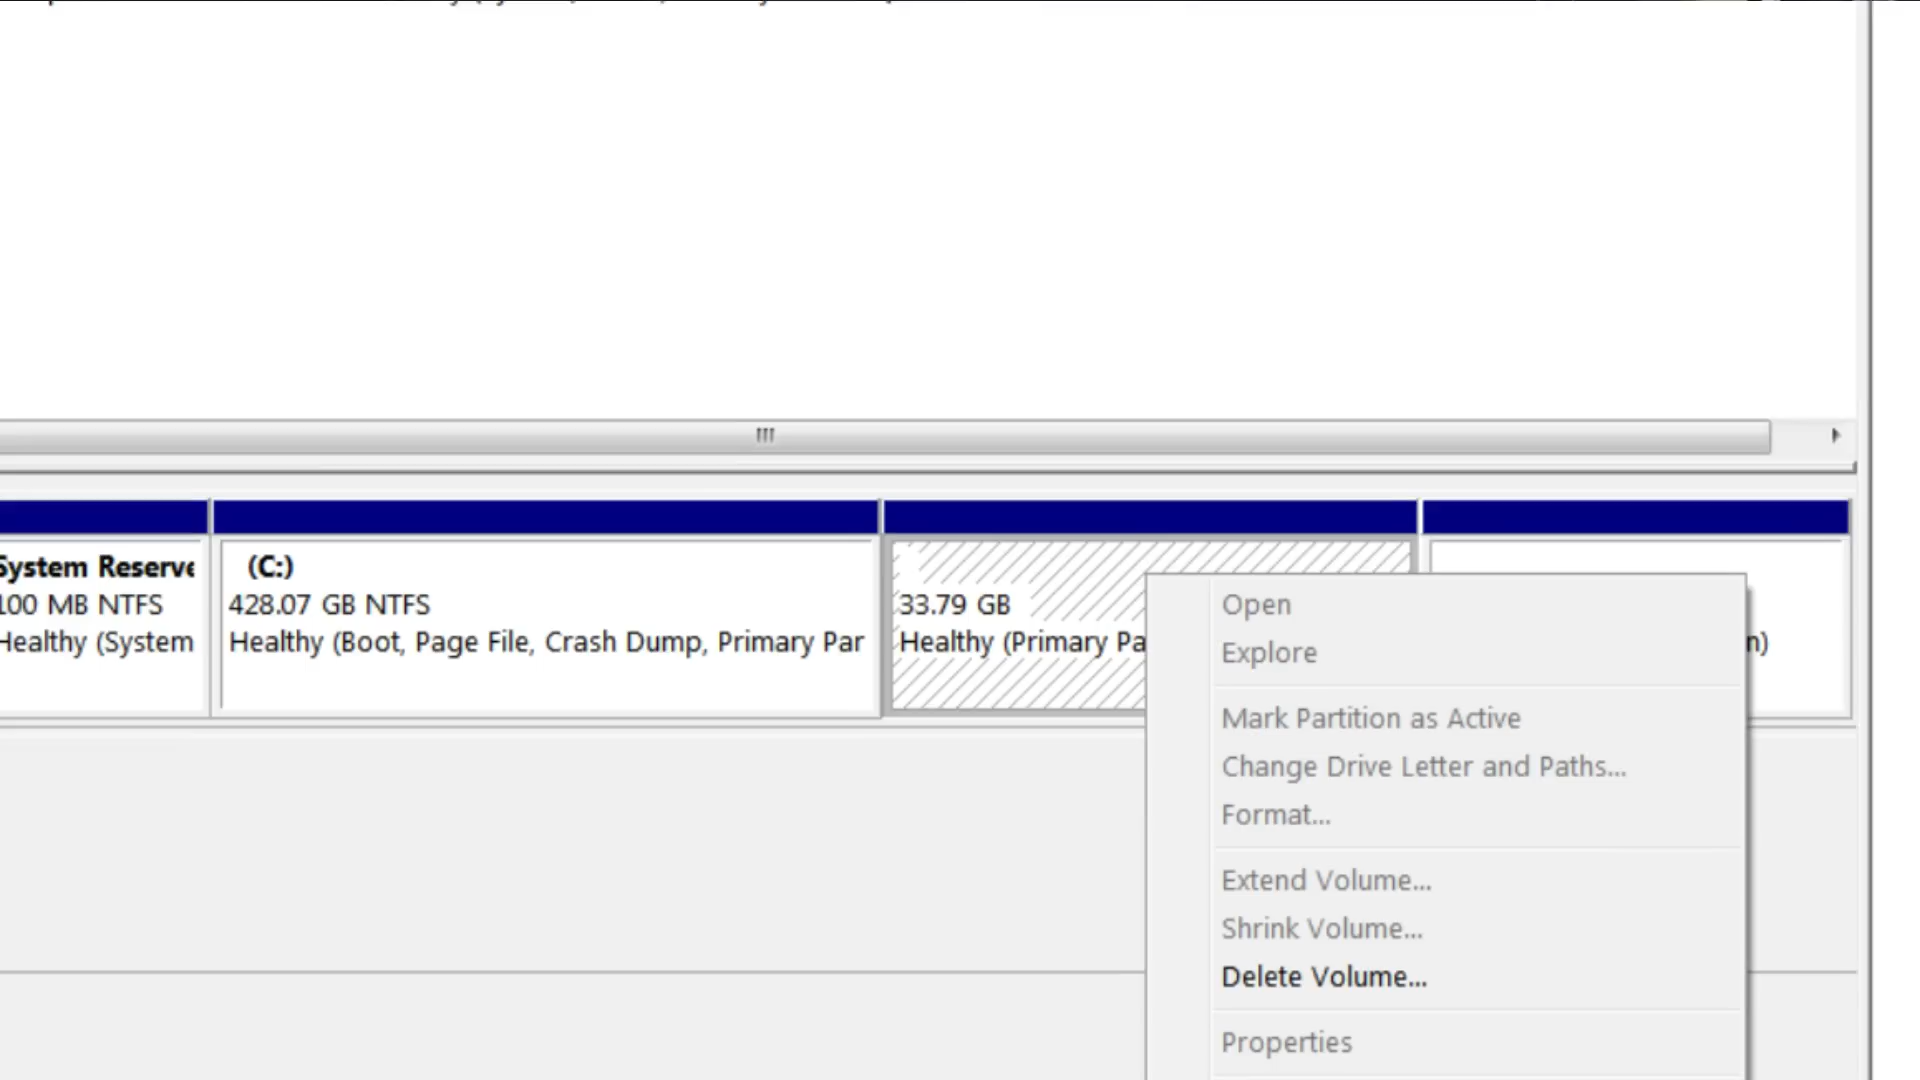 System Reserve
100 MB NTFS
Healthy (System
(C:)
428.07 GB NTFS
Healthy (Boot, Page File, Crash Dump, Primary Par
33.79 GB
Healthy (Primary Pa
n)
Open
Explore
Mark Partition as Active
Change Drive Letter and Paths...
Format...
Extend Volume...
Shrink Volume...
Delete Volume...
Properties